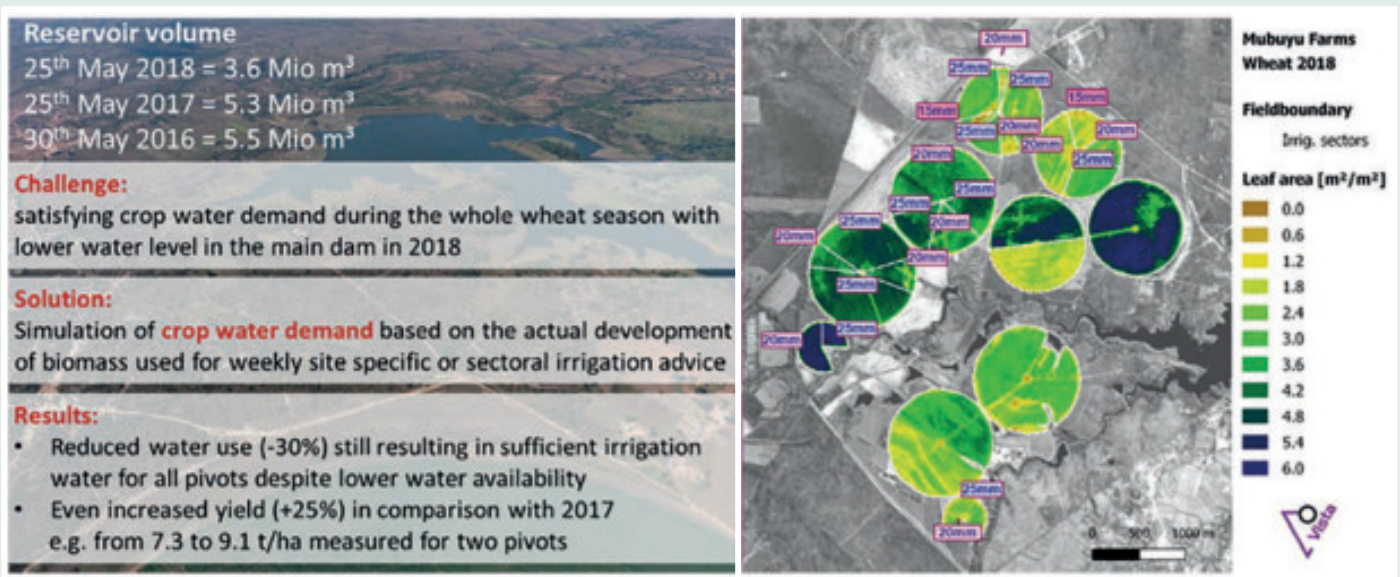 Reservoir volume
25th May 2018 = 3.6 Mio m³
25th May 2017 = 5.3 Mio m³
30th May 2016 = 5.5 Mio m³
Challenge:
satisfying crop water demand during the whole wheat season with
lower water level in the main dam in 2018
Solution:
Simulation of crop water demand based on the actual development
of biomass used for weekly site specific or sectoral irrigation advice
Results:
• Reduced water use (-30%) still resulting in sufficient irrigation
water for all pivots despite lower water availability
• Even increased yield (+25%) in comparison with 2017
e.g. from 7.3 to 9.1 t/ha measured for two pivots
20mm
25mm
25mm
15mm
15mm
25mm
20mm
20mm
20mm
20mm
25mm
25mm
25mm
25mm
20mm
20mm
20mm
25mm
20mm
25mm
25mm
20mm
0 500 1000 m
Mubuyu Farms
Wheat 2018
Fieldboundary
Irrig. sectors
Leaf area [m²/m²]
0.0
0.6
1.2
1.8
2.4
3.0
3.6
4.2
4.8
5.4
6.0
Vista